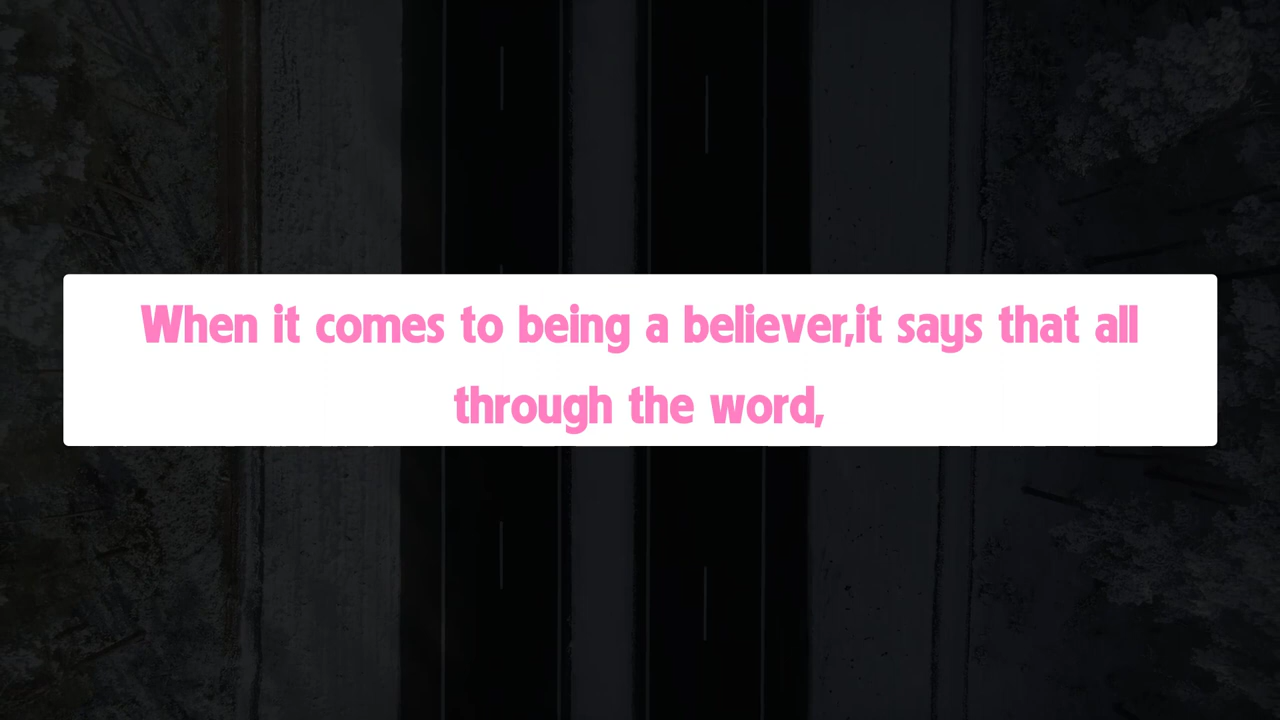 When it comes to being a believer,it says that all
through the word,